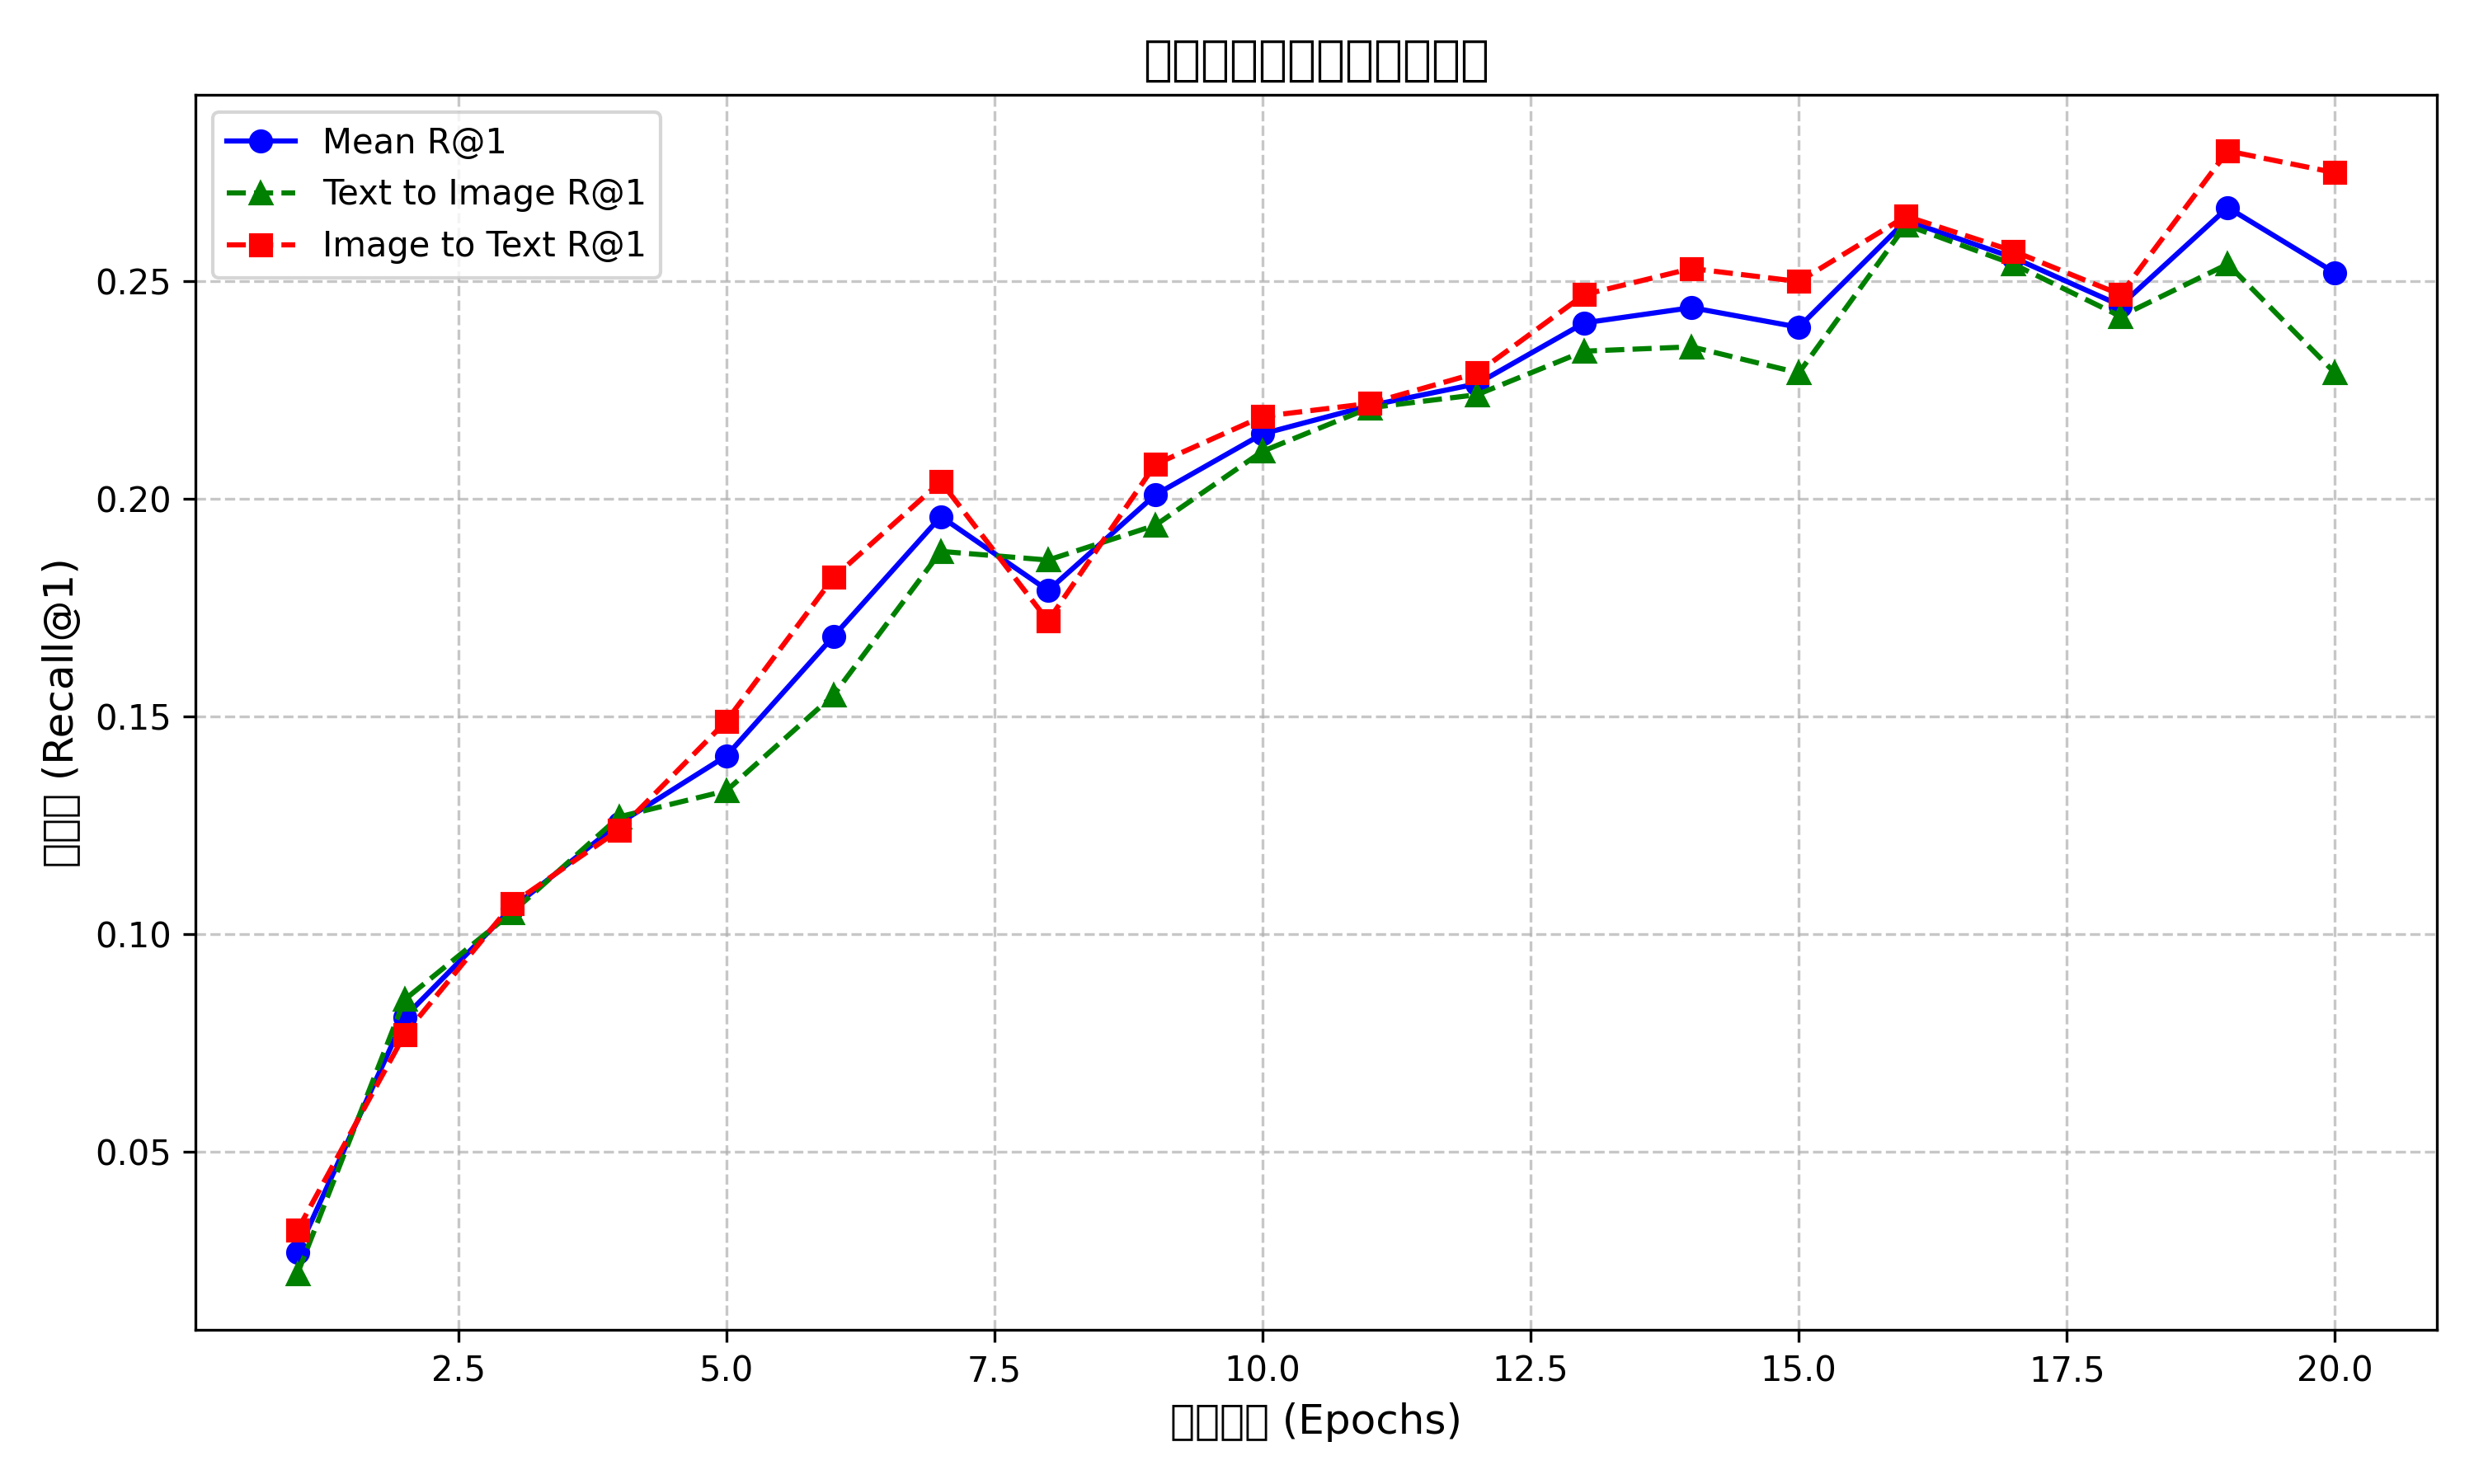 Mean R@1
Text to Image R@1
Image to Text R@1
0.25
0.20
0.15
0.10
0.05
(Recall@1)
2.5 5.0 7.5 10.0 12.5 15.0 17.5 20.0
(Epochs)